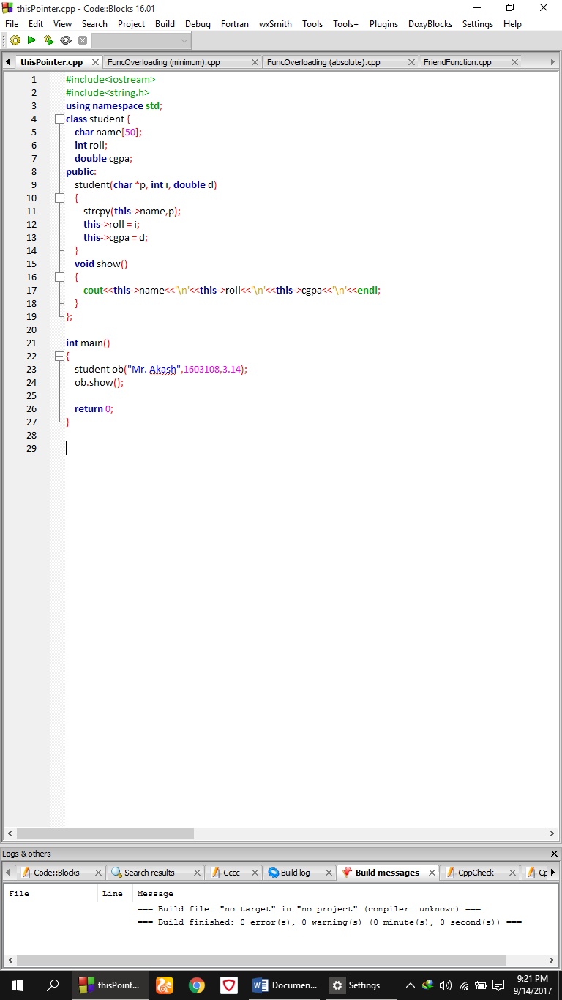 thisPointer.cpp - Code::Blocks 16.01
File Edit View Search Project Build Debug Fortran wxSmith Tools Tools+ Plugins DoxyBlocks Settings Help
thisPointer.cpp FuncOverloading (minimum).cpp FuncOverloading (absolute).cpp FriendFunction.cpp
1 #include<iostream>
2 #include<string.h>
3 using namespace std;
4 class student {
5 char name[50];
6 int roll;
7 double cgpa;
8 public:
9 student(char *p, int i, double d)
10 {
11 strcpy(this->name,p);
12 this->roll = i;
13 this->cgpa = d;
14 }
15 void show()
16 {
17 cout<<this->name<<'\n'<<this->roll<<'\n'<<this->cgpa<<'\n'<<endl;
18 }
19 };
20
21 int main()
22 {
23 student ob("Mr. Akash",1603108,3.14);
24 ob.show();
25
26 return 0;
27 }
28
29
Logs & others
Code::Blocks Search results Cccc Build log Build messages CppCheck Cp
File Line Message
=== Build file: "no target" in "no project" (compiler: unknown) ===
=== Build finished: 0 error(s), 0 warning(s) (0 minute(s), 0 second(s)) ===
thisPoint... Documen... Settings 9:21 PM
9/14/2017